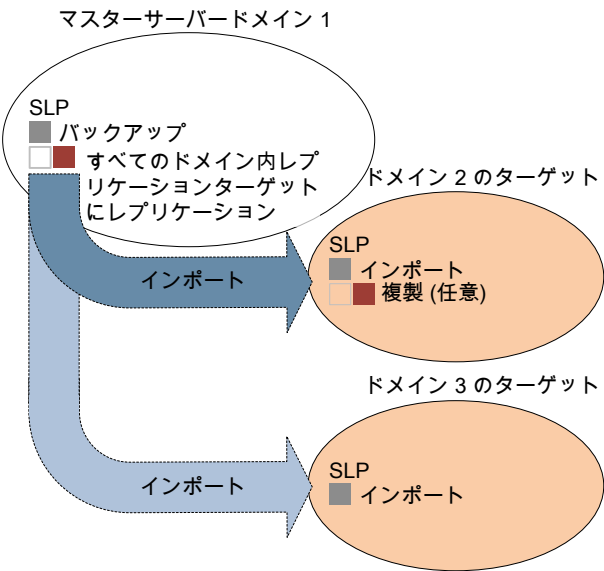 マスターサーバードメイン 1
SLP
バックアップ
すべてのドメイン内レプ
リケーションターゲット
にレプリケーション
ドメイン 2 のターゲット
SLP
インポート
複製 (任意)
インポート
ドメイン 3 のターゲット
SLP
インポート
インポート